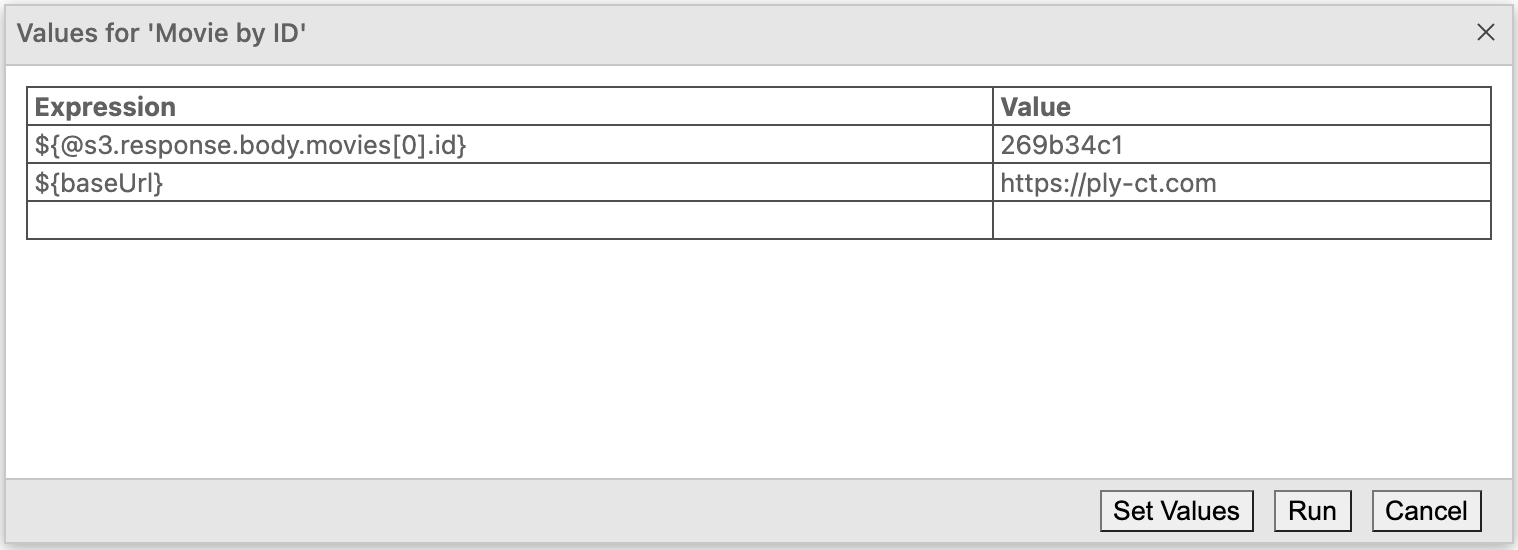 Values for 'Movie by ID'
Expression Value
${@s3.response.body.movies[0].id} 269b34c1
${baseUrl} https://ply-ct.com
Set Values Run Cancel